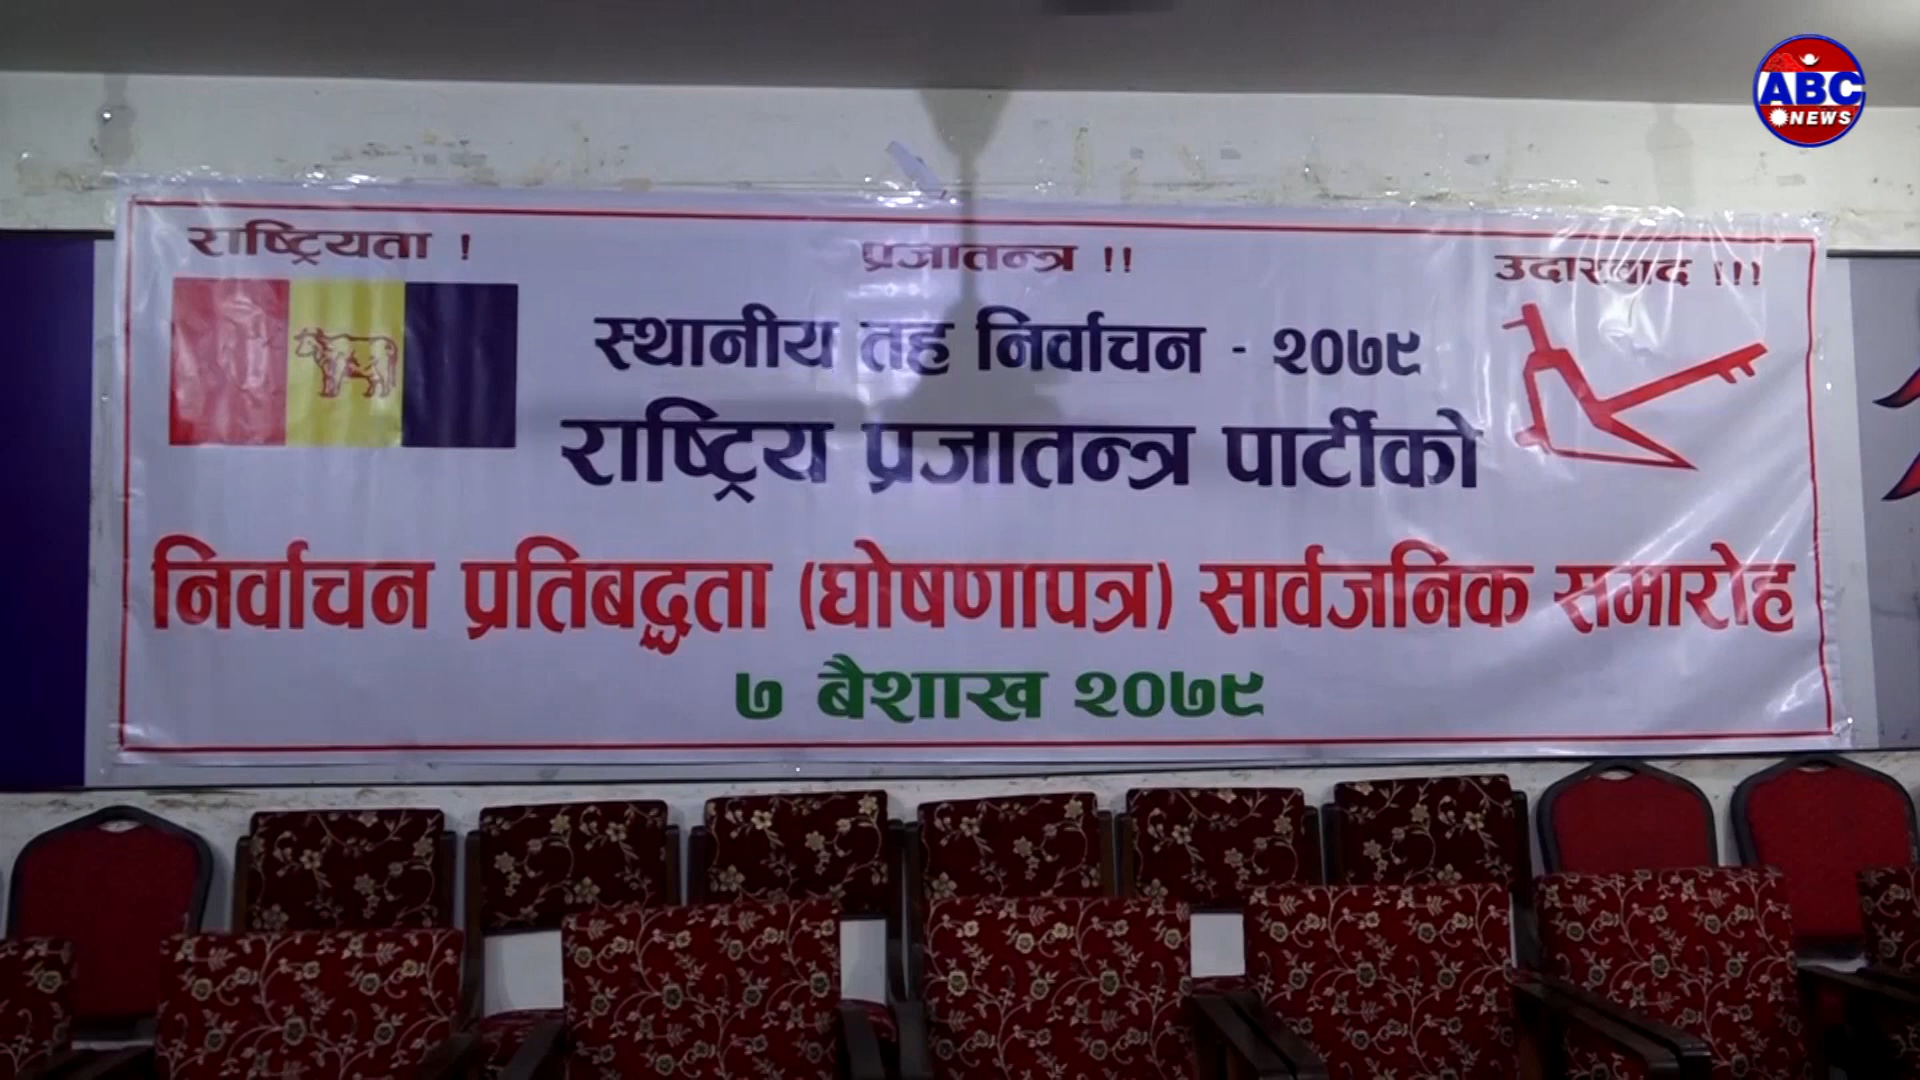 ABC
NEWS
राष्ट्रियता !
प्रजातन्त्र !!
उदारवाद !!!
स्थानीय तह निर्वाचन - २०७९
राष्ट्रिय प्रजातन्त्र पार्टीको
निर्वाचन प्रतिबद्धता (घोषणापत्र) सार्वजनिक समारोह
७ बैशाख २०७९